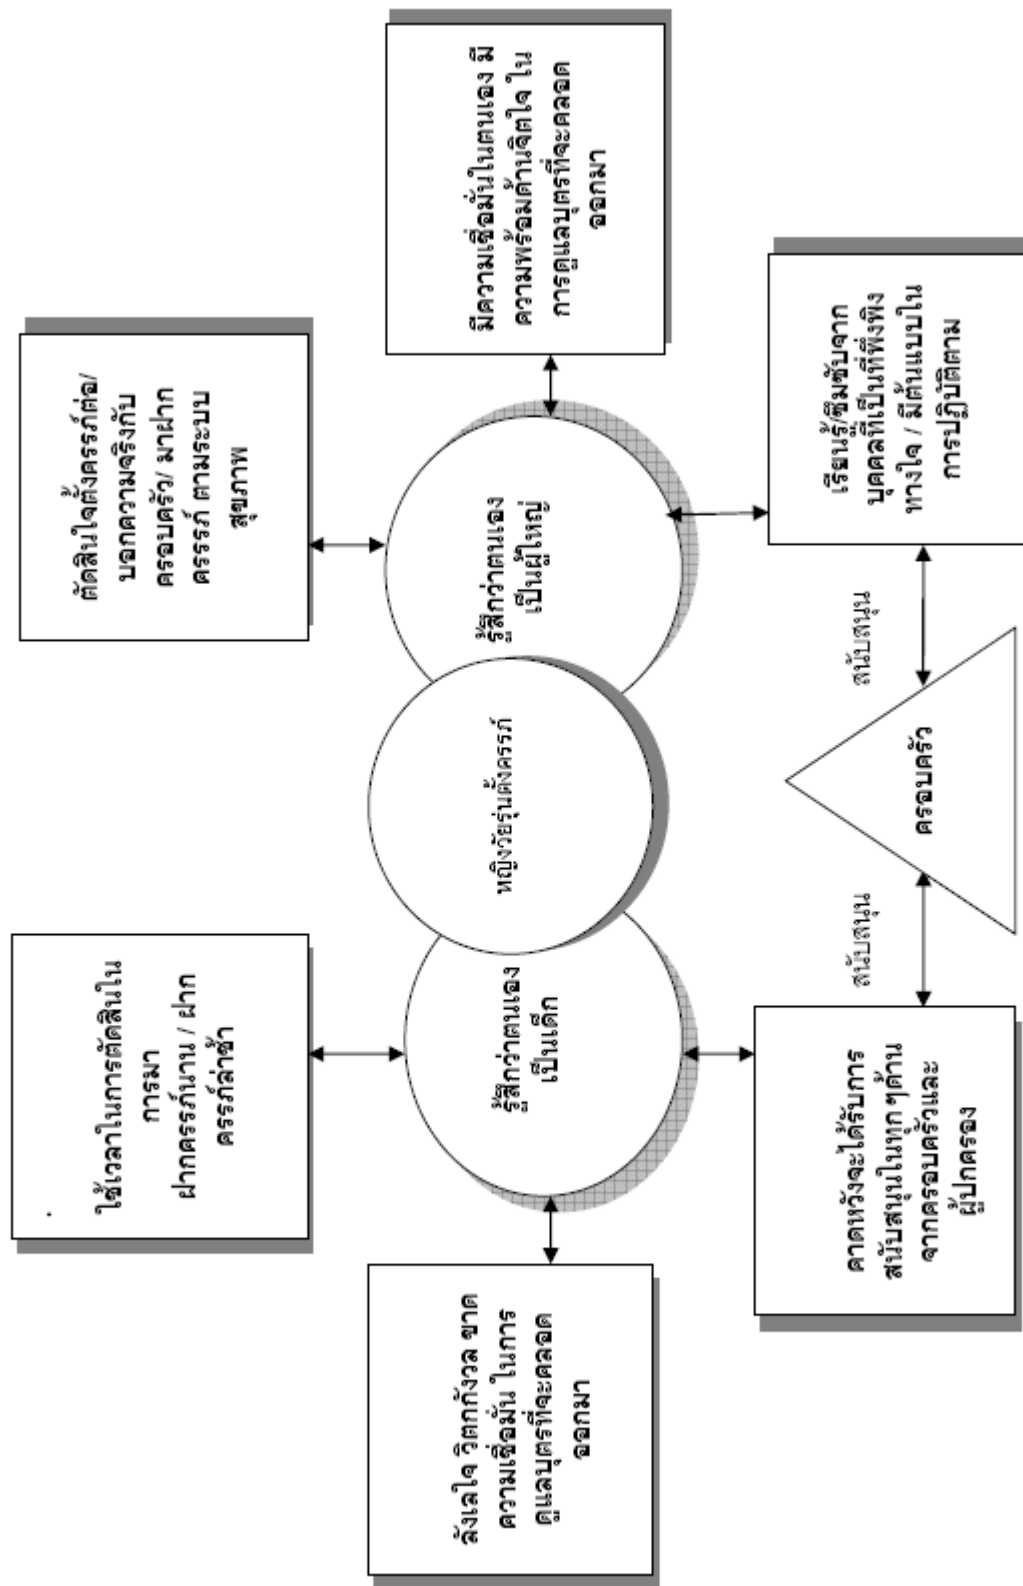 .
ใช้เวลาในการตัดสินใน
การมา
ฝากครรภ์นาน / ฝาก
ครรภ์ล่าช้า
ตัดสินใจตั้งครรภ์ต่อ/
บอกความจริงกับ
ครอบครัว/ มาฝาก
ครรรภ์ ตามระบบ
สุขภาพ
ลังเลใจ วิตกกังวล ขาด
ความเชื่อมั่น ในการ
ดูแลบุตรที่จะคลอด
ออกมา
รู้สึกว่าตนเอง
เป็นเด็ก
หญิงวัยรุ่นตั้งครรภ์
รู้สึกว่าตนเอง
เป็นผู้ใหญ่
มีความเชื่อมั่นในตนเอง มี
ความพร้อมด้านจิตใจ ใน
การดูแลบุตรที่จะคลอด
ออกมา
คาดหวังจะได้รับการ
สนับสนุนในทุก ๆด้าน
จากครอบครัวและ
ผู้ปกครอง
สนับสนุน
ครอบครัว
สนับสนุน
เรียนรู้/ซึมซับจาก
บุคคลที่เป็นที่พึ่งพิง
ทางใจ / มีต้นแบบใน
การปฏิบัติตาม